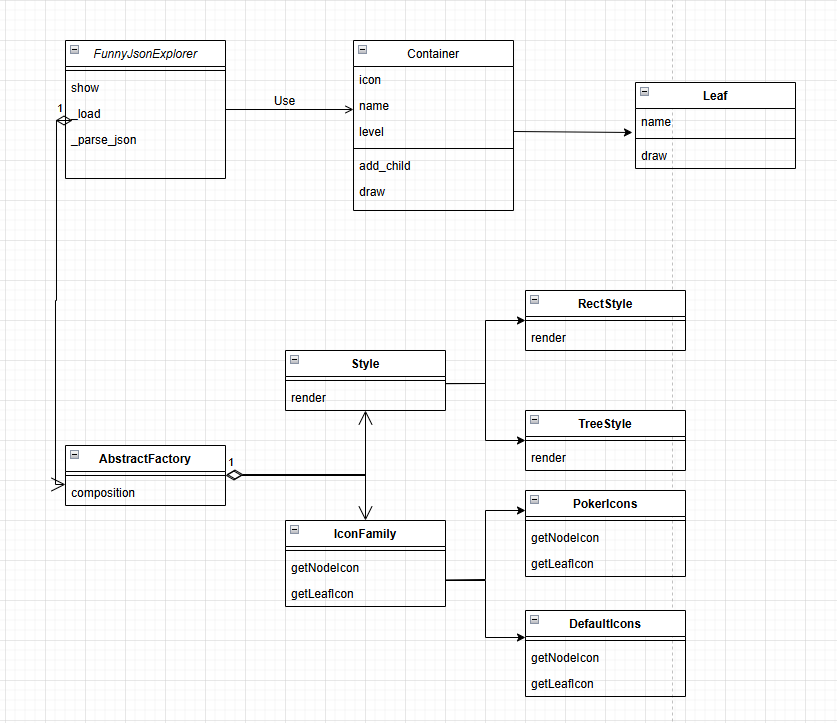 FunnyJsonExplorer
show
_load
_parse_json
1
Use
Container
icon
name
level
add_child
draw
Leaf
name
draw
AbstractFactory
composition
1
Style
render
RectStyle
render
TreeStyle
render
IconFamily
getNodeIcon
getLeafIcon
PokerIcons
getNodeIcon
getLeafIcon
DefaultIcons
getNodeIcon
getLeafIcon